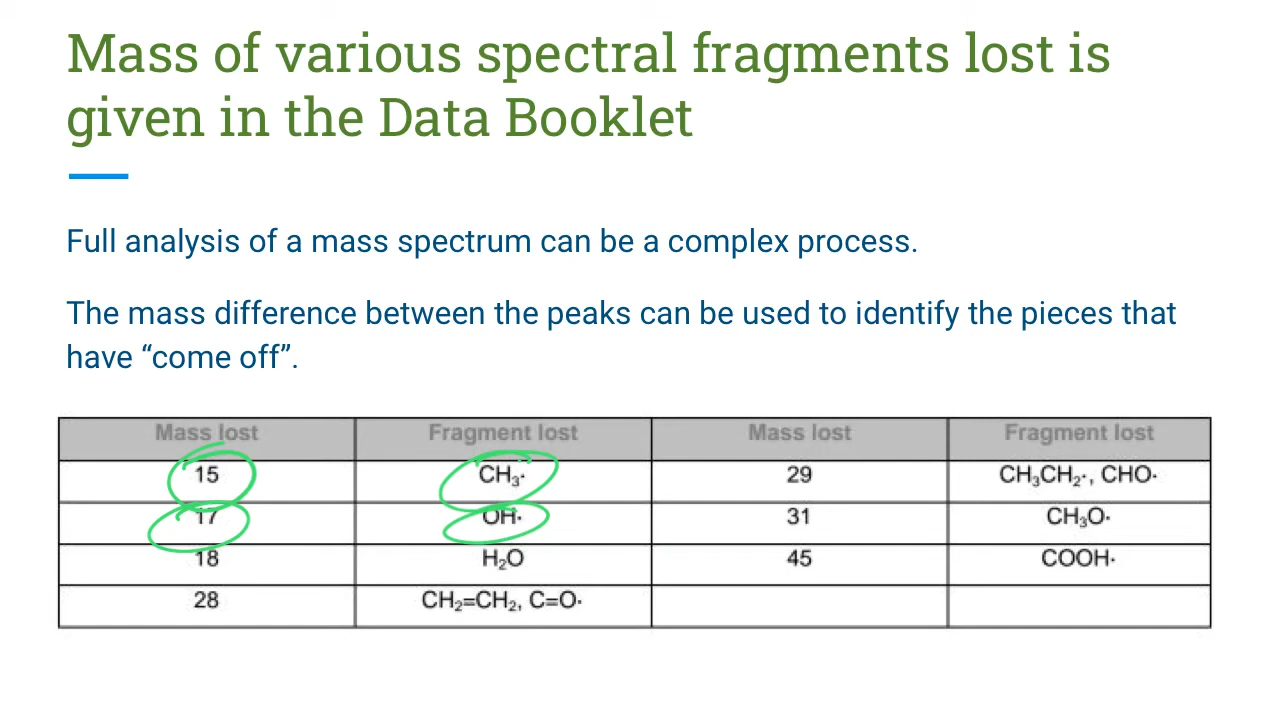 Mass of various spectral fragments lost is
given in the Data Booklet
Full analysis of a mass spectrum can be a complex process.
The mass difference between the peaks can be used to identify the pieces that
have “come off”.
Mass lost Fragment lost Mass lost Fragment lost
15 CH₃· 29 CH₃CH₂·, CHO·
17 OH· 31 CH₃O·
18 H₂O 45 COOH·
28 CH₂=CH₂, C=O·